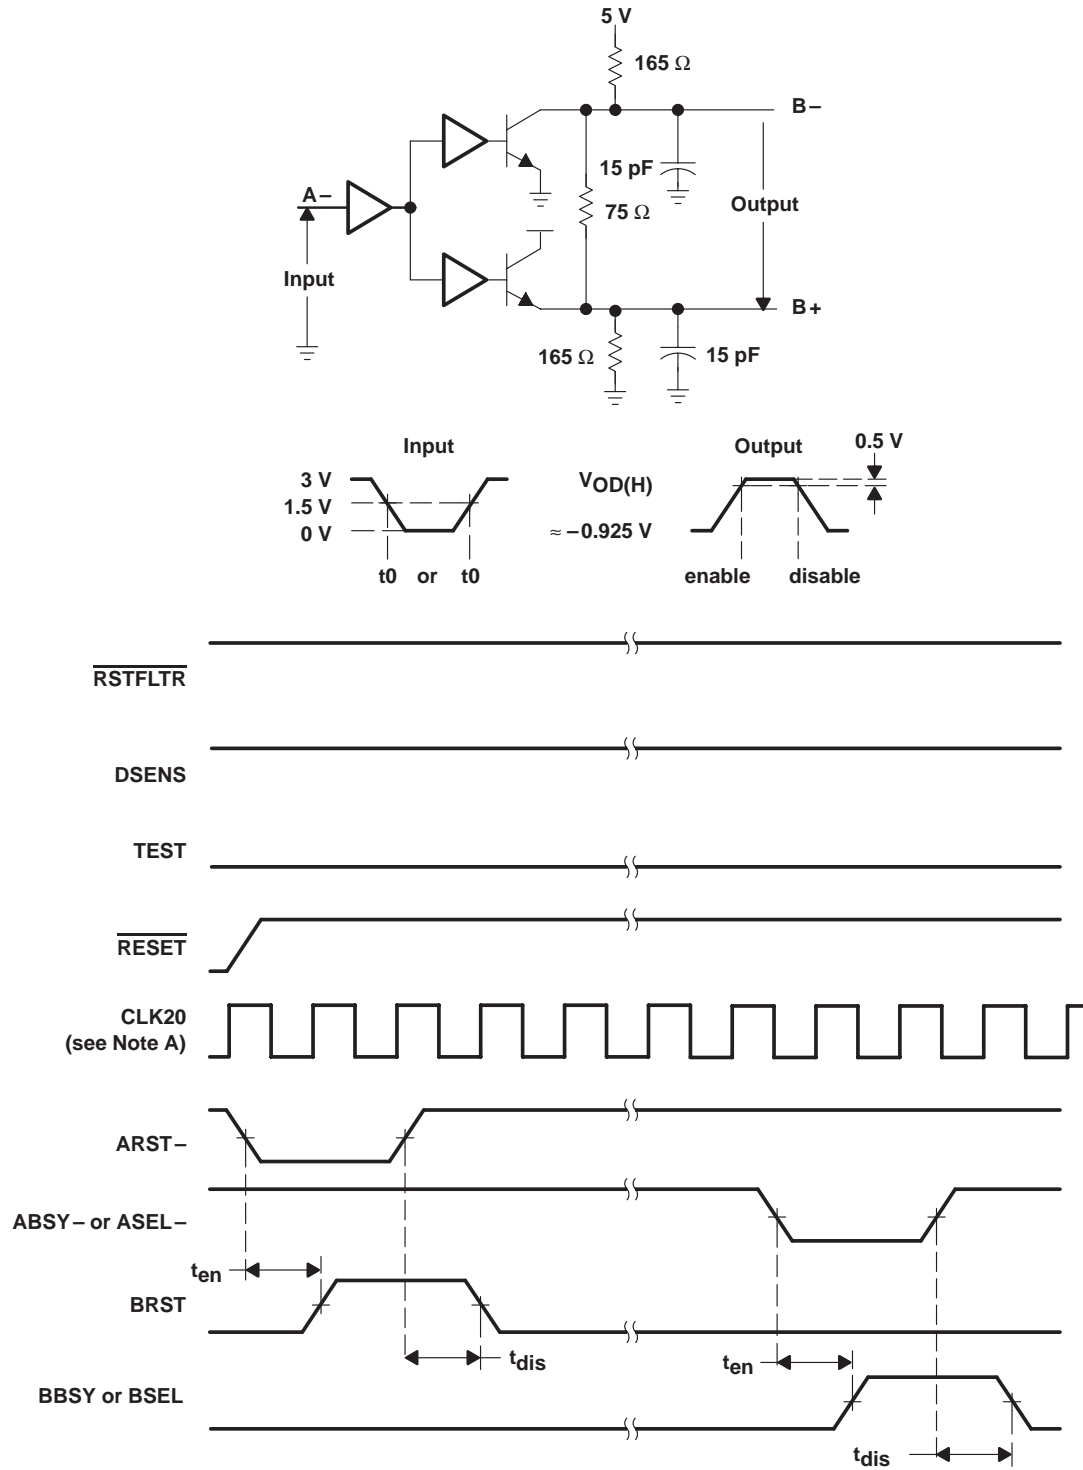 5 V
165 Ω
B–
A–
15 pF
75 Ω
Output
Input
B+
165 Ω
15 pF
Input
Output
0.5 V
3 V
1.5 V
0 V
VOD(H)
≈ –0.925 V
t0 or t0
enable
disable
RSTFLTR
DSENS
TEST
RESET
CLK20
(see Note A)
ARST–
ABSY– or ASEL–
ten
BRST
tdis
ten
BBSY or BSEL
tdis